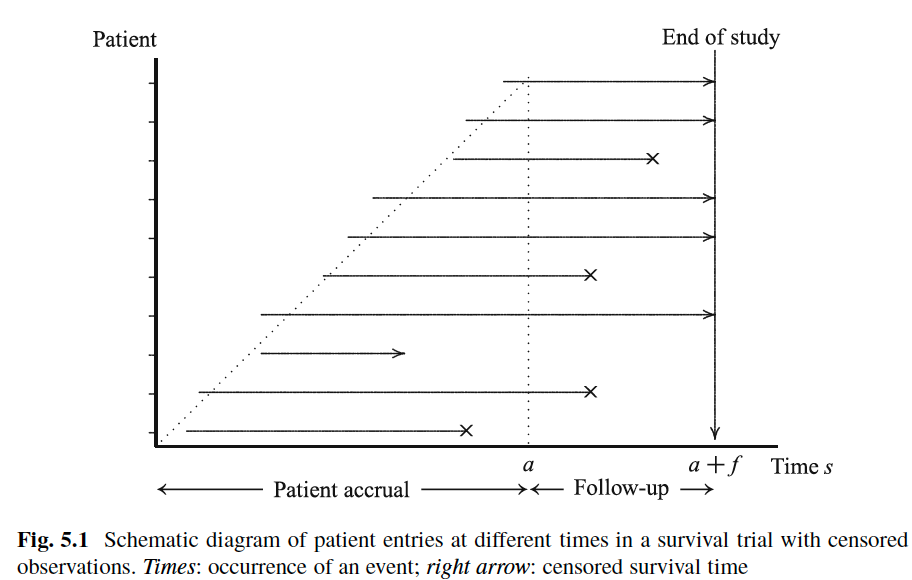 Patient
End of study
a
a + f
Time s
Patient accrual
Follow-up
Fig. 5.1 Schematic diagram of patient entries at different times in a survival trial with censored
observations. Times: occurrence of an event; right arrow: censored survival time